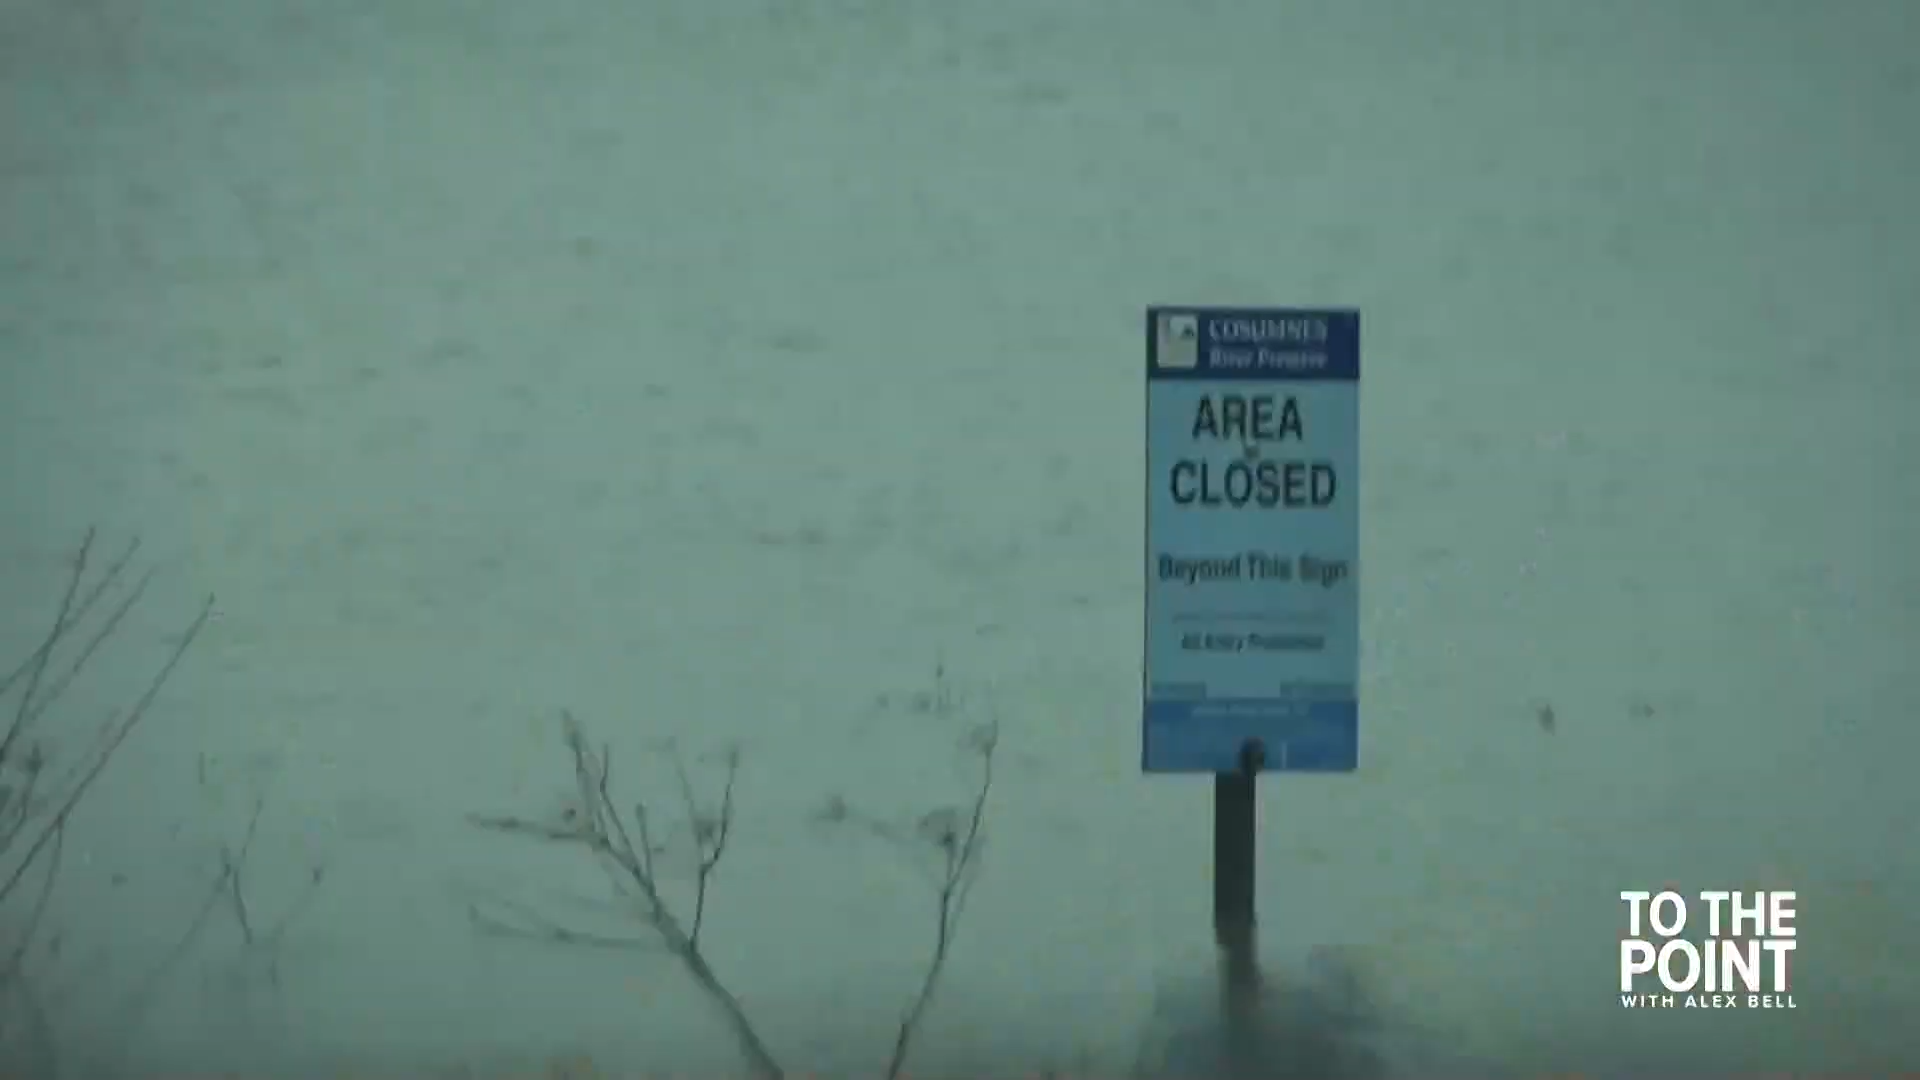 COSUMNES
River Preserve
AREA
CLOSED
Beyond This Sign
All Entry Prohibited
TO THE
POINT
WITH ALEX BELL